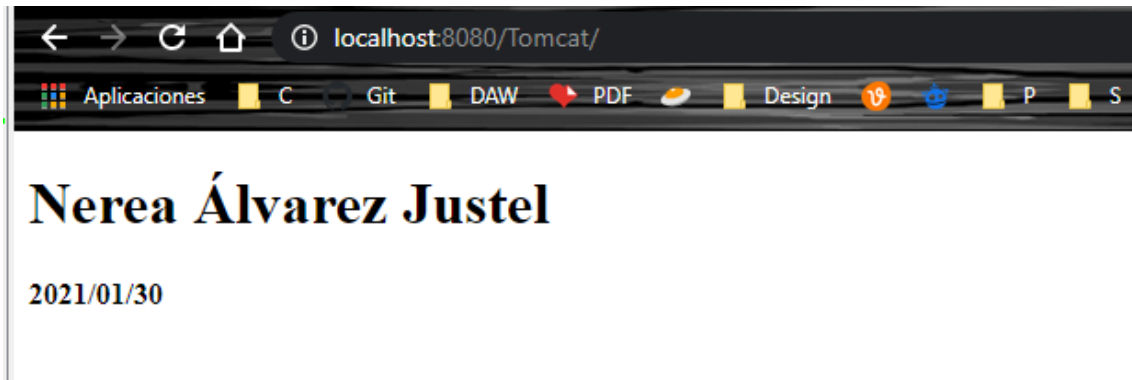 localhost:8080/Tomcat/
Aplicaciones C Git DAW PDF Design P S
Nerea Álvarez Justel
2021/01/30